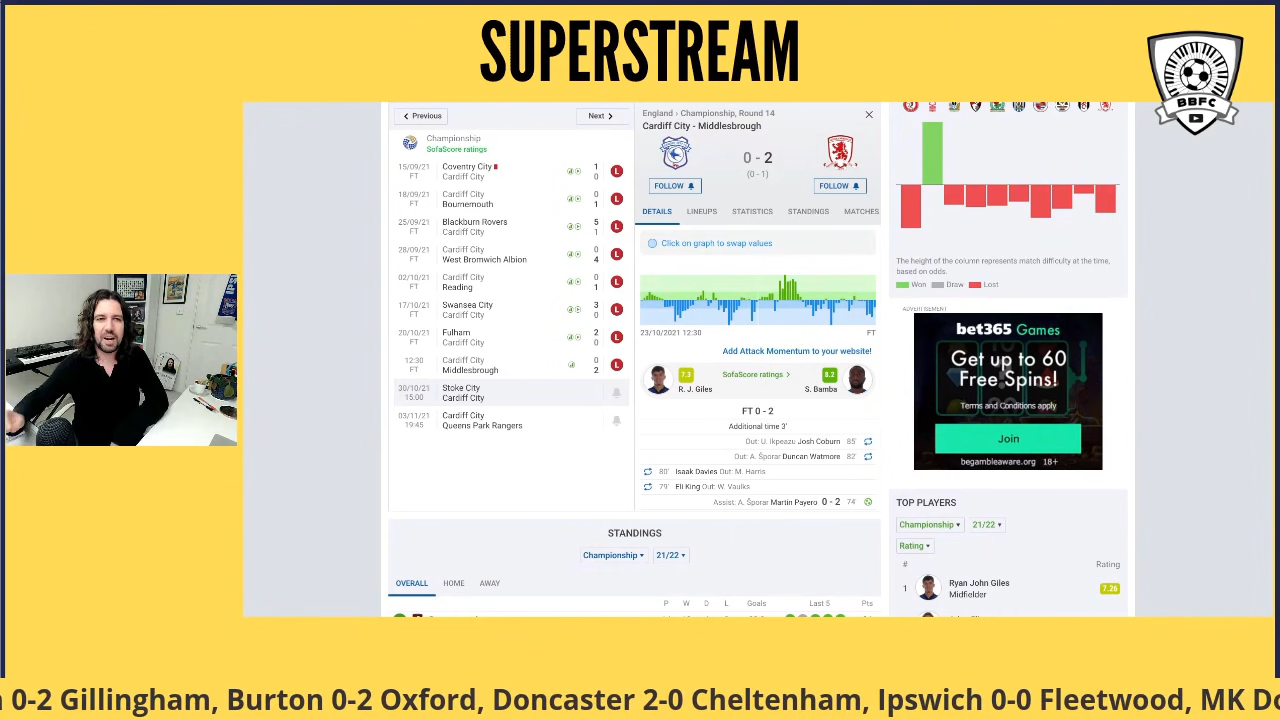 SUPERSTREAM
BBFC
Previous
Next
Championship
SofaScore ratings
15/09/21 Coventry City 1
FT Cardiff City 0
L
18/09/21 Cardiff City 0
FT Bournemouth 1
L
25/09/21 Blackburn Rovers 5
FT Cardiff City 1
L
28/09/21 Cardiff City 0
FT West Bromwich Albion 4
L
02/10/21 Cardiff City 0
FT Reading 1
L
17/10/21 Swansea City 3
FT Cardiff City 0
L
20/10/21 Fulham 2
FT Cardiff City 0
L
12:30 Cardiff City 0
FT Middlesbrough 2
L
30/10/21 Stoke City
15:00 Cardiff City
03/11/21 Cardiff City
19:45 Queens Park Rangers
England › Championship, Round 14
Cardiff City - Middlesbrough
0 - 2
(0 - 1)
FOLLOW
FOLLOW
DETAILS LINEUPS STATISTICS STANDINGS MATCHES
Click on graph to swap values
23/10/2021 12:30 FT
Add Attack Momentum to your website!
7.3 SofaScore ratings 8.2
R. J. Giles S. Bamba
FT 0 - 2
Additional time 3'
Out: U. Ikpeazu Josh Coburn 85'
Out: A. Šporar Duncan Watmore 82'
80' Isaak Davies Out: M. Harris
79' Eli King Out: W. Vaulks
Assist: A. Šporar Martin Payero 0 - 2 74'
STANDINGS
Championship 21/22
OVERALL HOME AWAY
P W D L Goals Last 5 Pts
The height of the column represents match difficulty at the time,
based on odds.
Won Draw Lost
ADVERTISEMENT
bet365 Games
Get up to 60
Free Spins!
Terms and Conditions apply
Join
begambleaware.org 18+
TOP PLAYERS
Championship 21/22
Rating
# Rating
1 Ryan John Giles 7.26
Midfielder
0-2 Gillingham, Burton 0-2 Oxford, Doncaster 2-0 Cheltenham, Ipswich 0-0 Fleetwood, MK